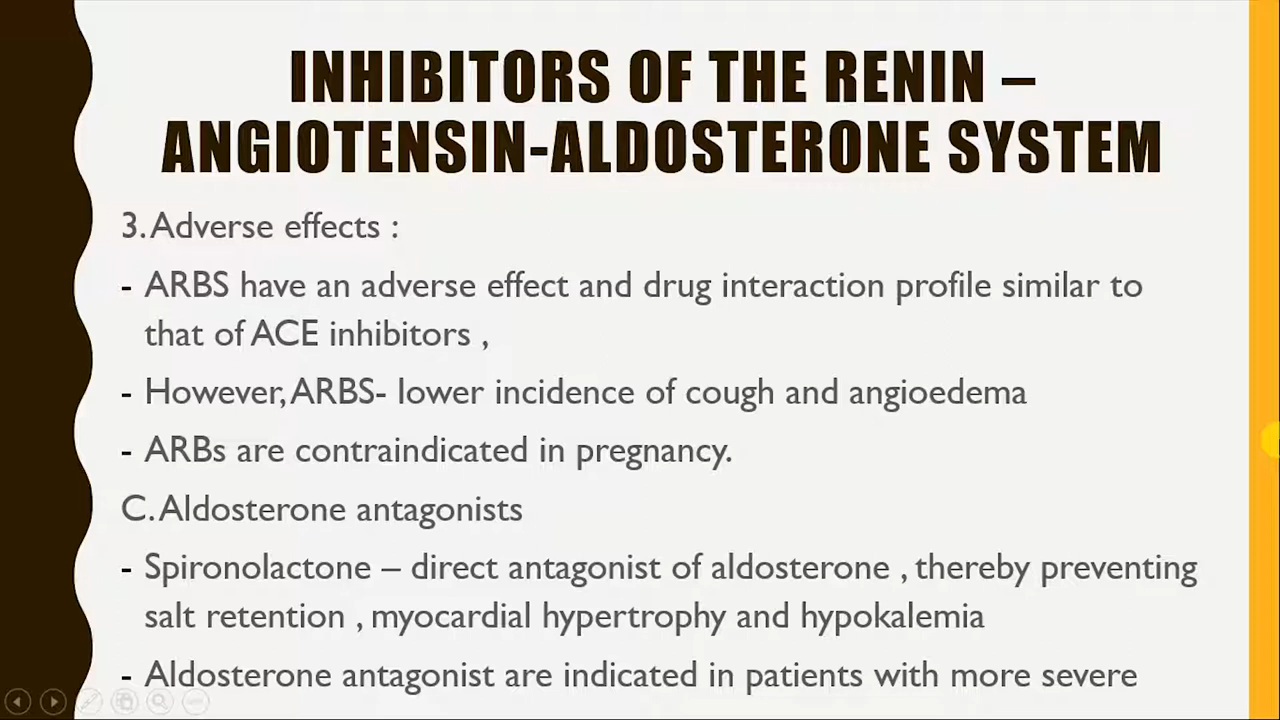 INHIBITORS OF THE RENIN –
ANGIOTENSIN-ALDOSTERONE SYSTEM
3. Adverse effects :
- ARBS have an adverse effect and drug interaction profile similar to
that of ACE inhibitors ,
- However, ARBS- lower incidence of cough and angioedema
- ARBs are contraindicated in pregnancy.
C. Aldosterone antagonists
- Spironolactone – direct antagonist of aldosterone , thereby preventing
salt retention , myocardial hypertrophy and hypokalemia
- Aldosterone antagonist are indicated in patients with more severe